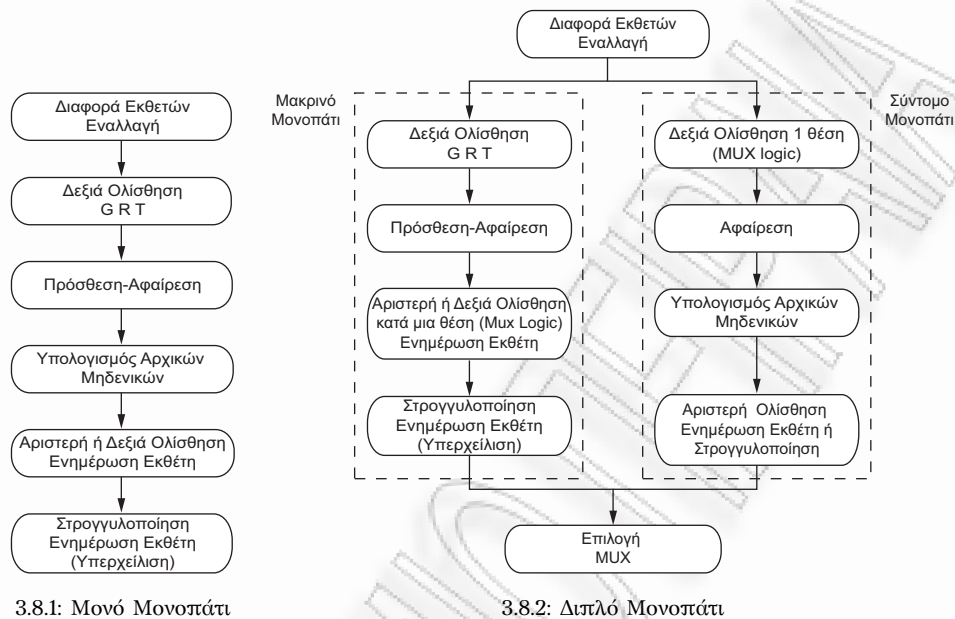 Διαφορά Εκθετών
Εναλλαγή
Δεξιά Ολίσθηση
G R T
Πρόσθεση-Αφαίρεση
Υπολογισμός Αρχικών
Μηδενικών
Αριστερή ή Δεξιά Ολίσθηση
Ενημέρωση Εκθέτη
Στρογγυλοποίηση
Ενημέρωση Εκθέτη
(Υπερχείλιση)
3.8.1: Μονό Μονοπάτι
Διαφορά Εκθετών
Εναλλαγή
Μακρινό
Μονοπάτι
Δεξιά Ολίσθηση
G R T
Πρόσθεση-Αφαίρεση
Αριστερή ή Δεξιά Ολίσθηση
κατά μια θέση (Mux Logic)
Ενημέρωση Εκθέτη
Στρογγυλοποίηση
Ενημέρωση Εκθέτη
(Υπερχείλιση)
Σύντομο
Μονοπάτι
Δεξιά Ολίσθηση 1 θέση
(MUX logic)
Αφαίρεση
Υπολογισμός Αρχικών
Μηδενικών
Αριστερή Ολίσθηση
Ενημέρωση Εκθέτη ή
Στρογγυλοποίηση
Επιλογή
MUX
3.8.2: Διπλό Μονοπάτι